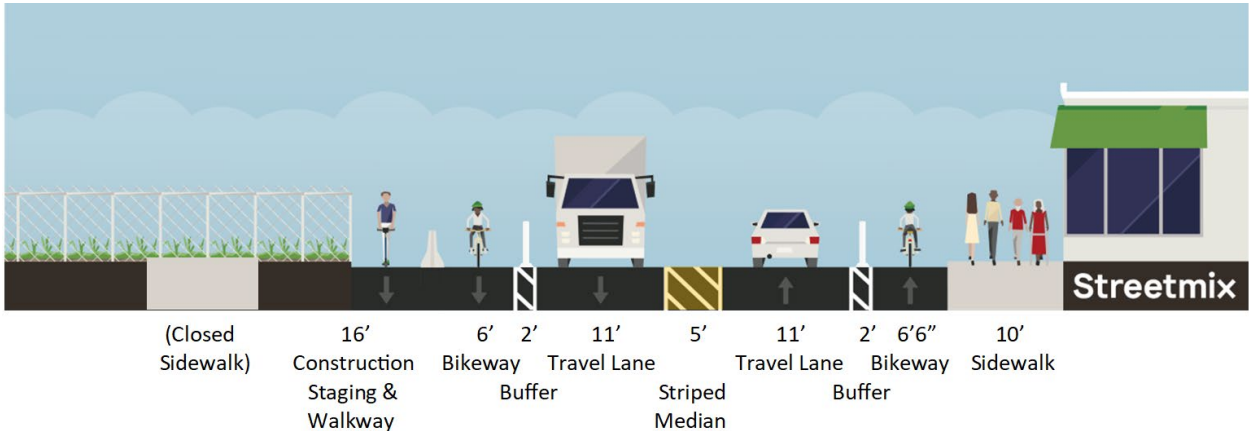 Streetmix
(Closed Sidewalk)
16’ Construction Staging & Walkway
6’ Bikeway
2’ Buffer
11’ Travel Lane
5’ Striped Median
11’ Travel Lane
2’ Buffer
6’6” Bikeway
10’ Sidewalk